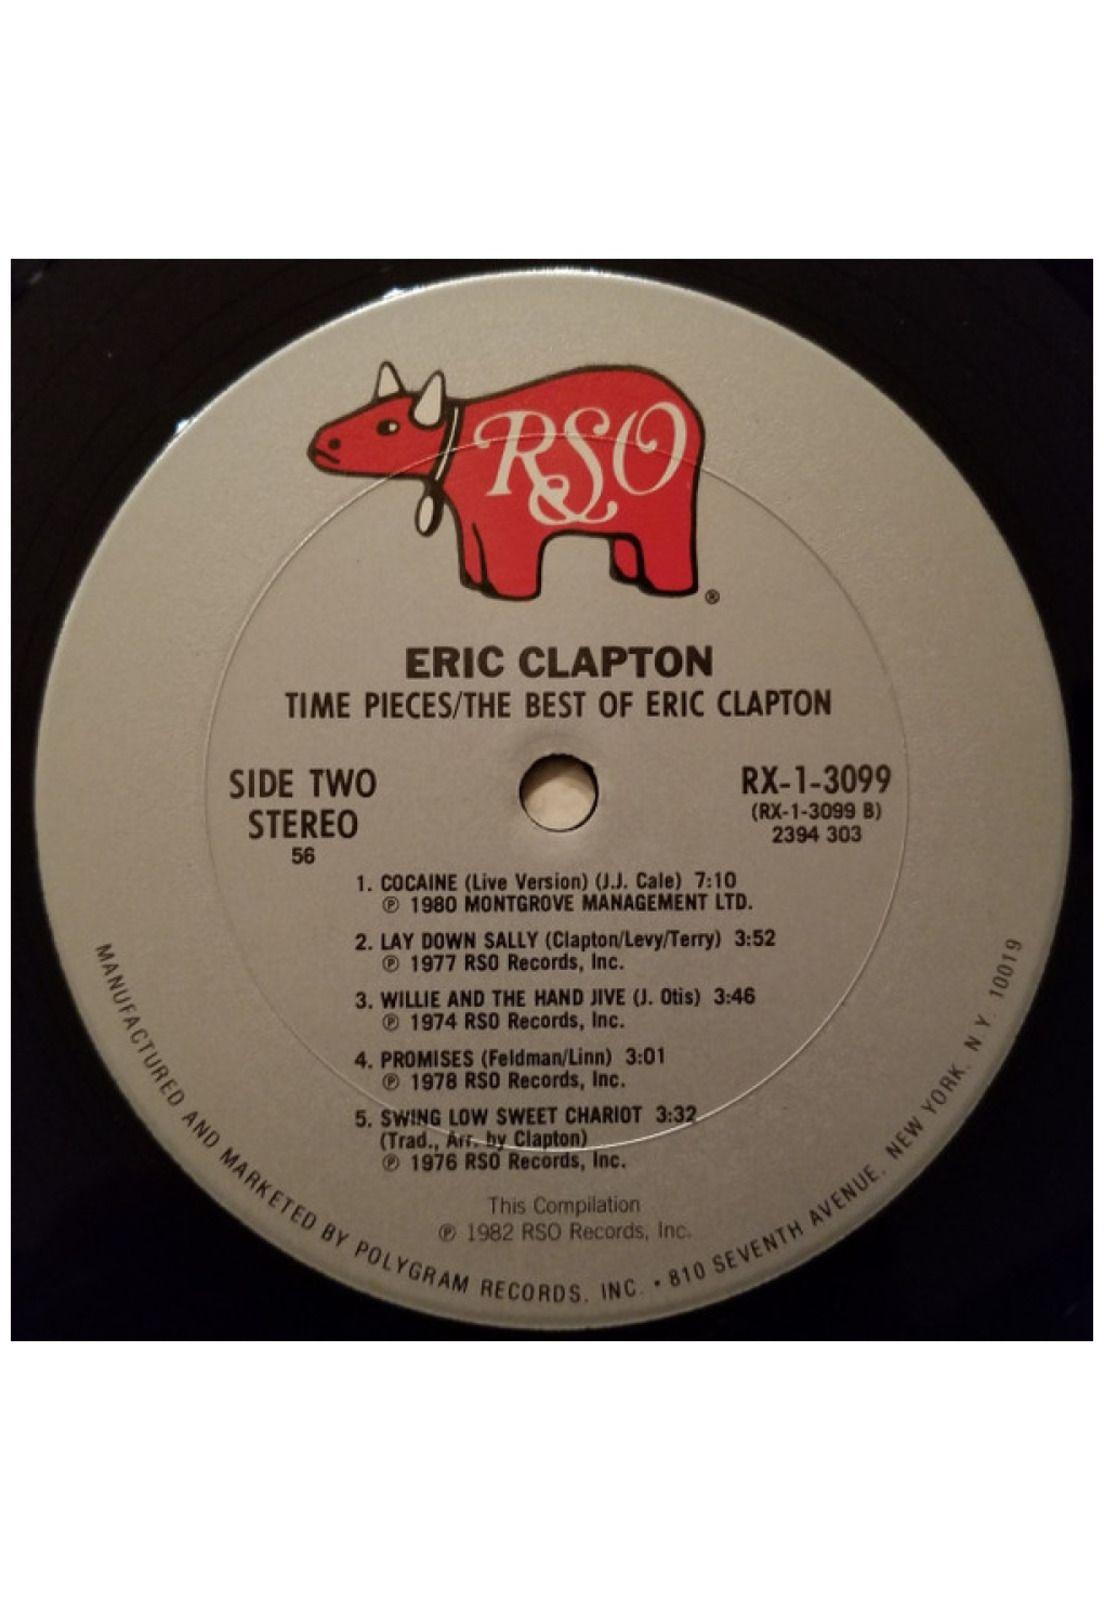 RSO
®
ERIC CLAPTON
TIME PIECES/THE BEST OF ERIC CLAPTON
SIDE TWO
STEREO
56
RX-1-3099
(RX-1-3099 B)
2394 303
1. COCAINE (Live Version) (J.J. Cale) 7:10
℗ 1980 MONTGROVE MANAGEMENT LTD.
2. LAY DOWN SALLY (Clapton/Levy/Terry) 3:52
℗ 1977 RSO Records, Inc.
3. WILLIE AND THE HAND JIVE (J. Otis) 3:46
℗ 1974 RSO Records, Inc.
4. PROMISES (Feldman/Linn) 3:01
℗ 1978 RSO Records, Inc.
5. SWING LOW SWEET CHARIOT 3:32
(Trad., Arr. by Clapton)
℗ 1976 RSO Records, Inc.
This Compilation
℗ 1982 RSO Records, Inc.
MANUFACTURED AND MARKETED BY POLYGRAM RECORDS, INC. • 810 SEVENTH AVENUE, NEW YORK, N.Y. 10019